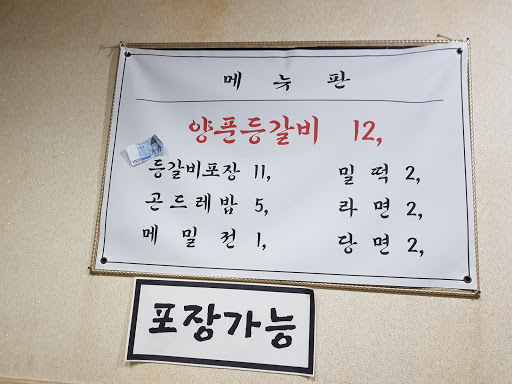 메뉴판
양푼등갈비 12,
등갈비포장 11, 밀떡 2,
곤드레밥 5, 라면 2,
메밀전 1, 당면 2,
포장가능